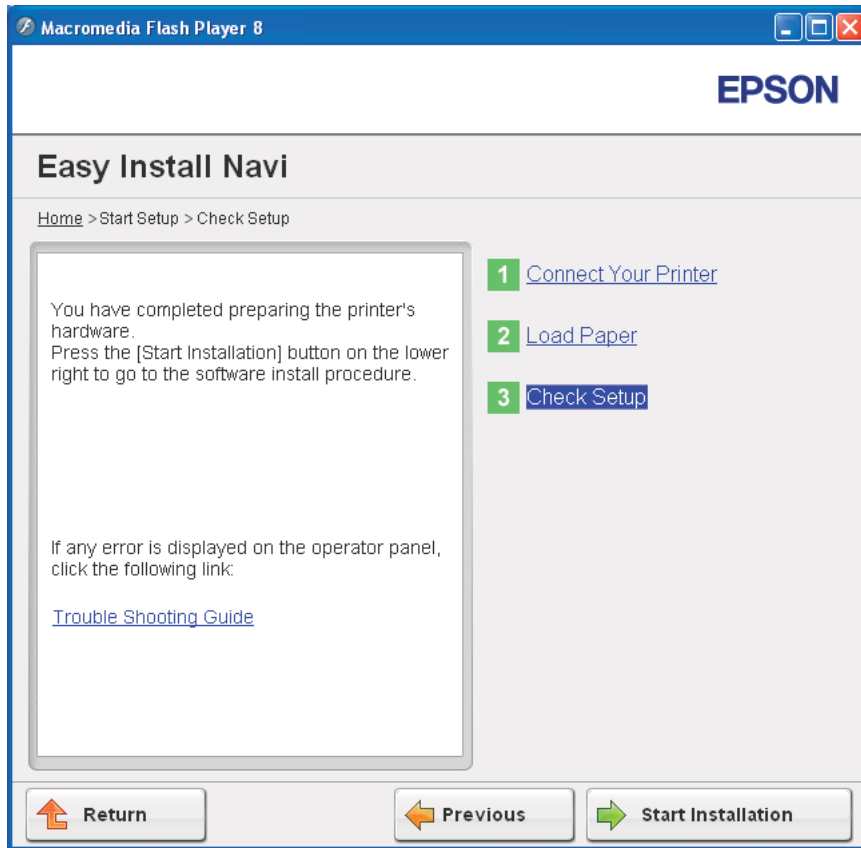 Macromedia Flash Player 8
EPSON
Easy Install Navi
Home > Start Setup > Check Setup
You have completed preparing the printer's
hardware.
Press the [Start Installation] button on the lower
right to go to the software install procedure.
If any error is displayed on the operator panel,
click the following link:
Trouble Shooting Guide
1 Connect Your Printer
2 Load Paper
3 Check Setup
Return
Previous
Start Installation